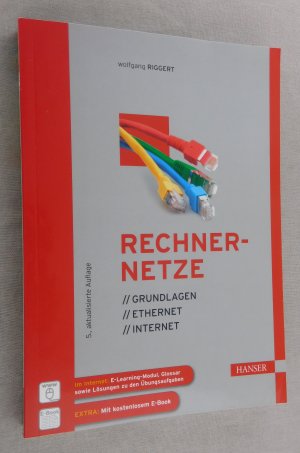 wolfgang RIGGERT
RECHNER-
NETZE
// GRUNDLAGEN
// ETHERNET
// INTERNET
5., aktualisierte Auflage
HANSER
Im Internet: E-Learning-Modul, Glossar
sowie Lösungen zu den Übungsaufgaben
EXTRA: Mit kostenlosem E-Book
E-Book